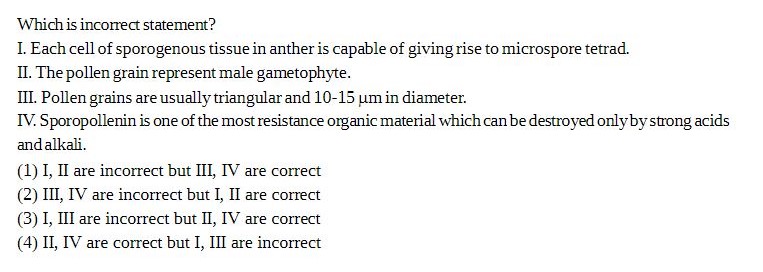 Which is incorrect statement?
I. Each cell of sporogenous tissue in anther is capable of giving rise to microspore tetrad.
II. The pollen grain represent male gametophyte.
III. Pollen grains are usually triangular and 10-15 μm in diameter.
IV. Sporopollenin is one of the most resistance organic material which can be destroyed only by strong acids
and alkali.
(1) I, II are incorrect but III, IV are correct
(2) III, IV are incorrect but I, II are correct
(3) I, III are incorrect but II, IV are correct
(4) II, IV are correct but I, III are incorrect